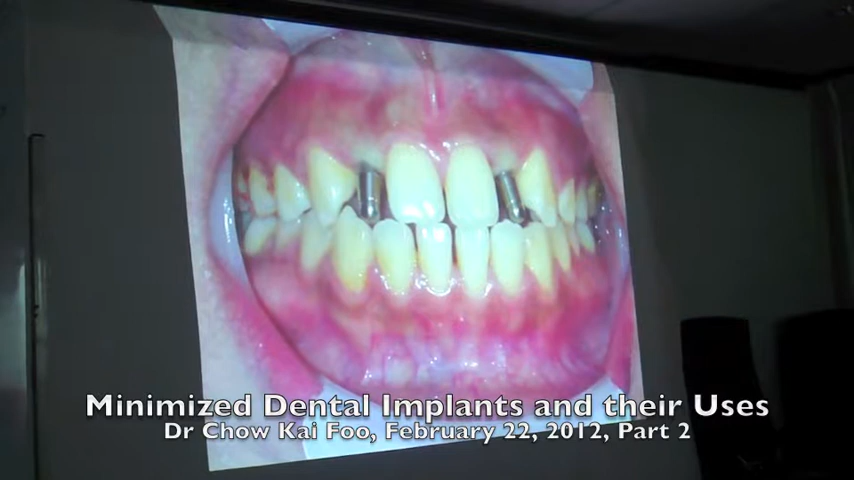 Minimized Dental Implants and their Uses
Dr Chow Kai Foo, February 22, 2012, Part 2